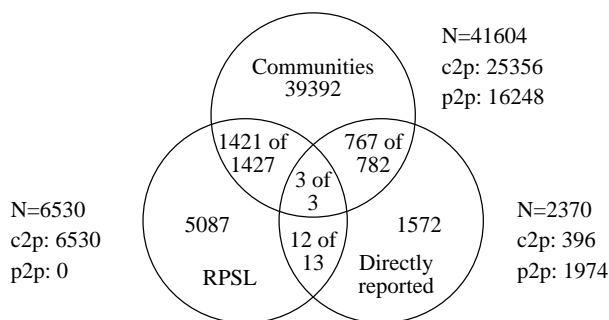 N=41604
c2p: 25356
p2p: 16248
Communities
39392
1421 of
1427
767 of
782
3 of
3
N=6530
c2p: 6530
p2p: 0
5087
RPSL
12 of
13
1572
Directly
reported
N=2370
c2p: 396
p2p: 1974